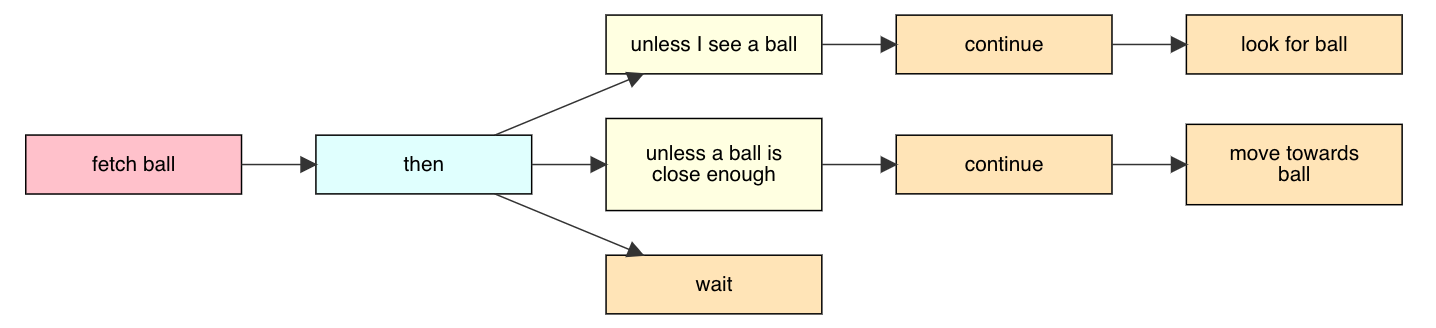 unless I see a ball
continue
look for ball
fetch ball
then
unless a ball is
close enough
continue
move towards
ball
wait